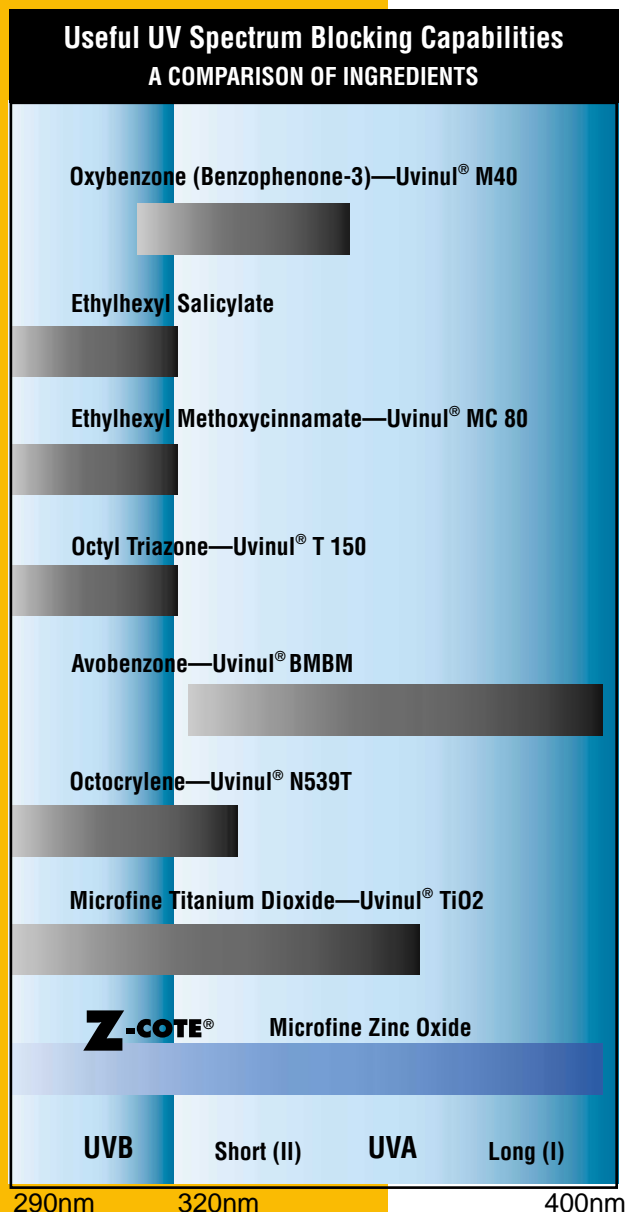 Useful UV Spectrum Blocking Capabilities
A COMPARISON OF INGREDIENTS
Oxybenzone (Benzophenone-3)—Uvinul® M40
Ethylhexyl Salicylate
Ethylhexyl Methoxycinnamate—Uvinul® MC 80
Octyl Triazone—Uvinul® T 150
Avobenzone—Uvinul® BMBM
Octocrylene—Uvinul® N539T
Microfine Titanium Dioxide—Uvinul® TiO2
Z-COTE® Microfine Zinc Oxide
UVB Short (II) UVA Long (I)
290nm 320nm 400nm